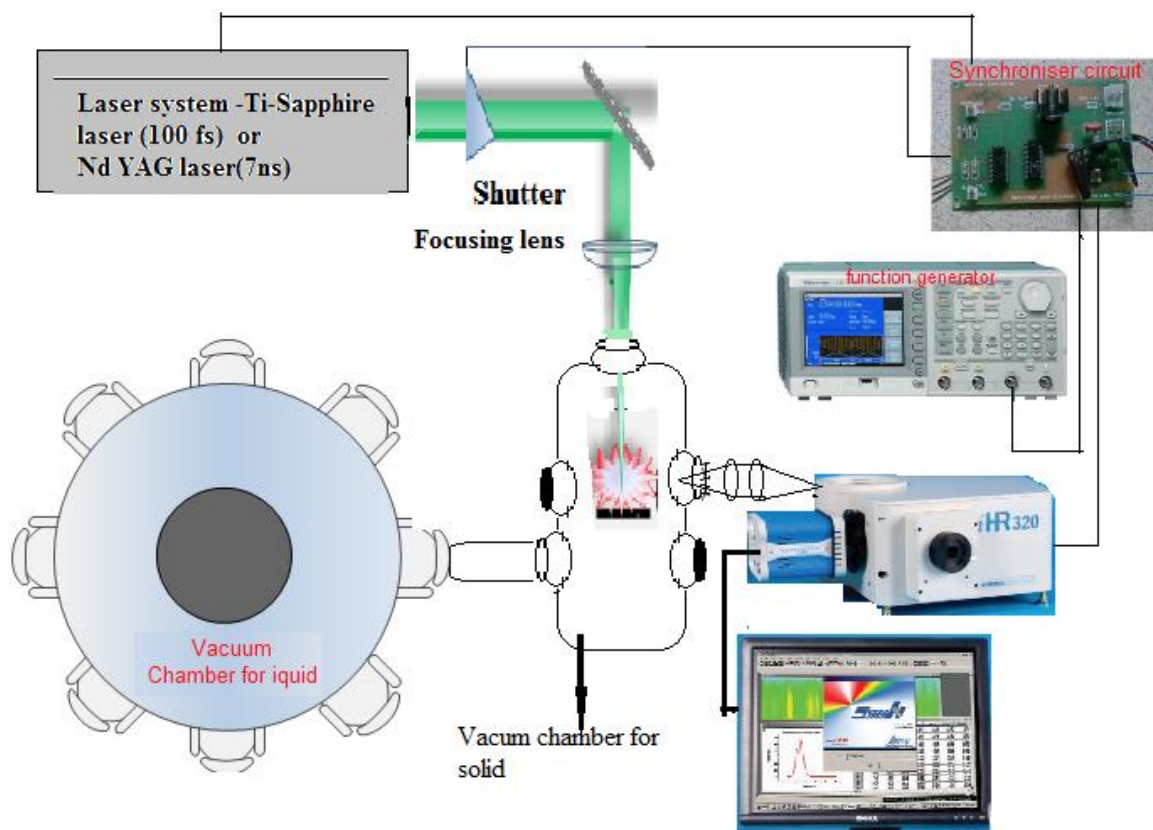 Laser system -Ti-Sapphire
laser (100 fs) or
Nd YAG laser(7ns)
Synchroniser circuit
Shutter
Focusing lens
function generator
iHR320
Vacuum
Chamber for iquid
Vacum chamber for
solid
DELL